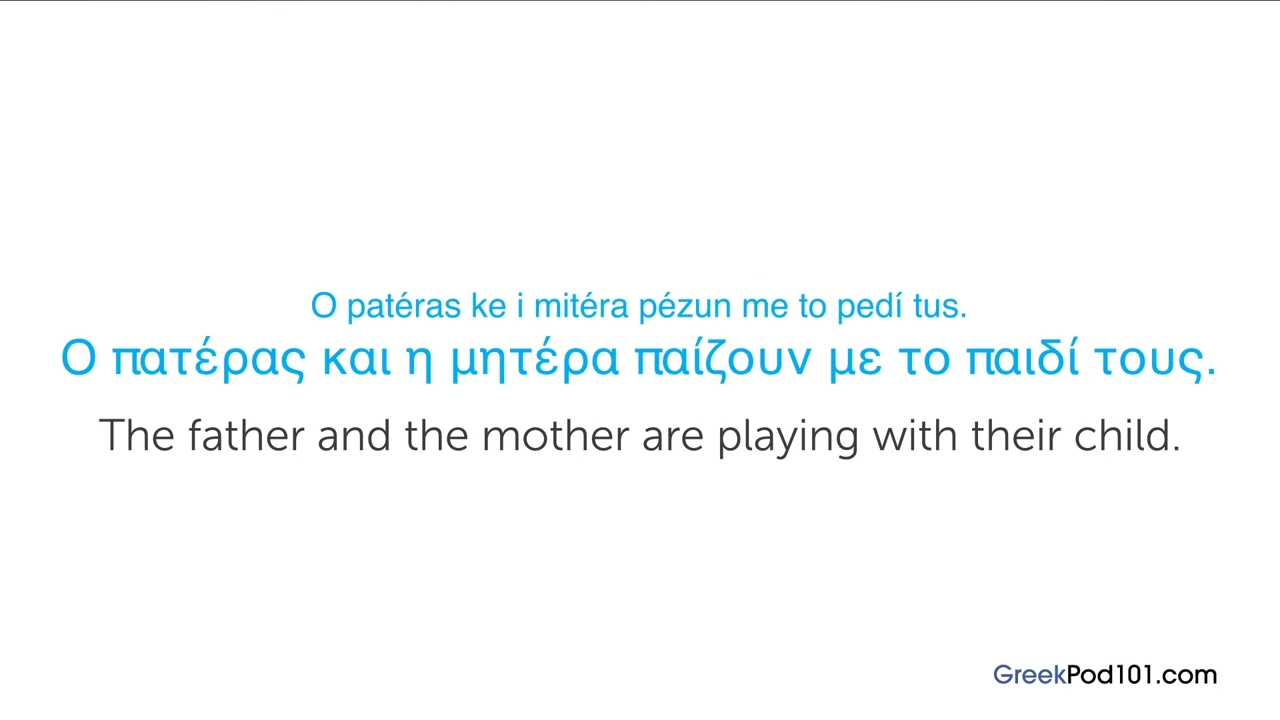 O patéras ke i mitéra pézun me to pedí tus.
Ο πατέρας και η μητέρα παίζουν με το παιδί τους.
The father and the mother are playing with their child.
GreekPod101.com